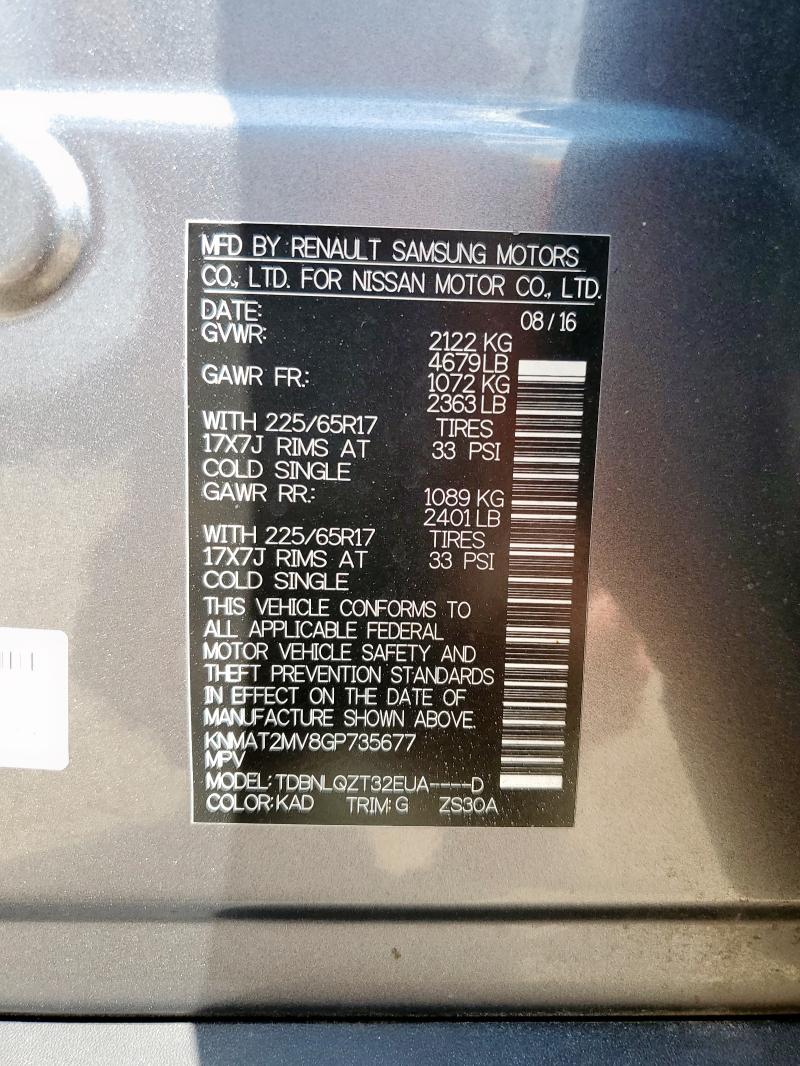 MFD BY RENAULT SAMSUNG MOTORS
CO., LTD. FOR NISSAN MOTOR CO., LTD.
DATE: 08/16
GVWR: 2122 KG
4679LB
GAWR FR: 1072 KG
2363LB
WITH 225/65R17 TIRES
17X7J RIMS AT 33 PSI
COLD SINGLE
GAWR RR: 1089 KG
2401LB
WITH 225/65R17 TIRES
17X7J RIMS AT 33 PSI
COLD SINGLE
THIS VEHICLE CONFORMS TO
ALL APPLICABLE FEDERAL
MOTOR VEHICLE SAFETY AND
THEFT PREVENTION STANDARDS
IN EFFECT ON THE DATE OF
MANUFACTURE SHOWN ABOVE.
KNMAT2MV8GP735677
MPV
MODEL:TDBNLQZT32EUA----D
COLOR:KAD TRIM:G ZS30A